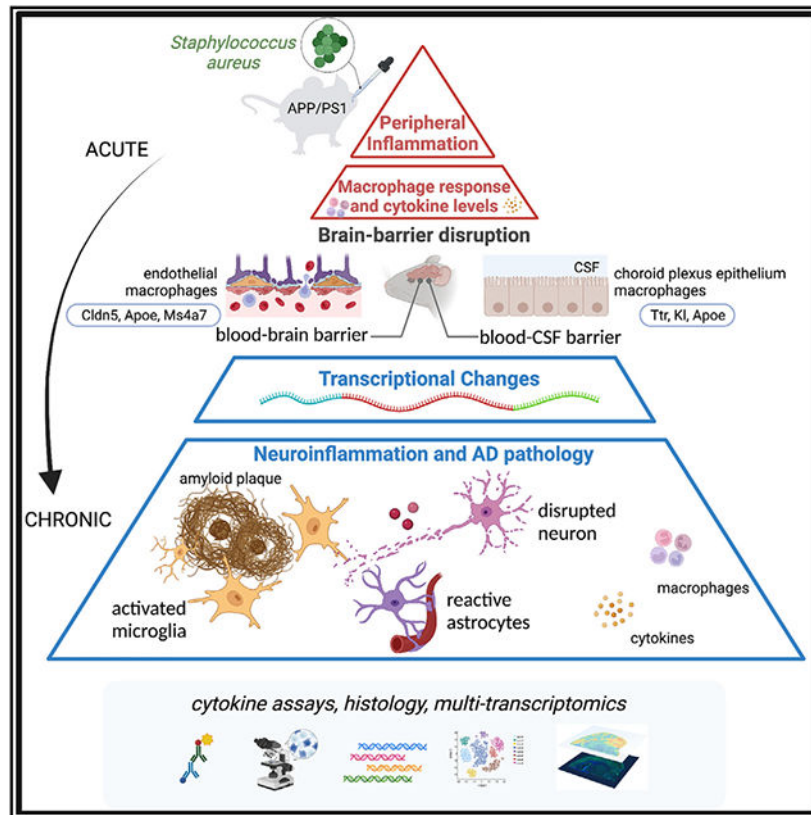 Staphylococcus
aureus
APP/PS1
ACUTE
Peripheral
Inflammation
Macrophage response
and cytokine levels
Brain-barrier disruption
endothelial
macrophages
Cldn5, Apoe, Ms4a7
blood-brain barrier
CSF
choroid plexus epithelium
macrophages
Ttr, Kl, Apoe
blood-CSF barrier
Transcriptional Changes
Neuroinflammation and AD pathology
amyloid plaque
disrupted
neuron
CHRONIC
activated
microglia
reactive
astrocytes
macrophages
cytokines
cytokine assays, histology, multi-transcriptomics